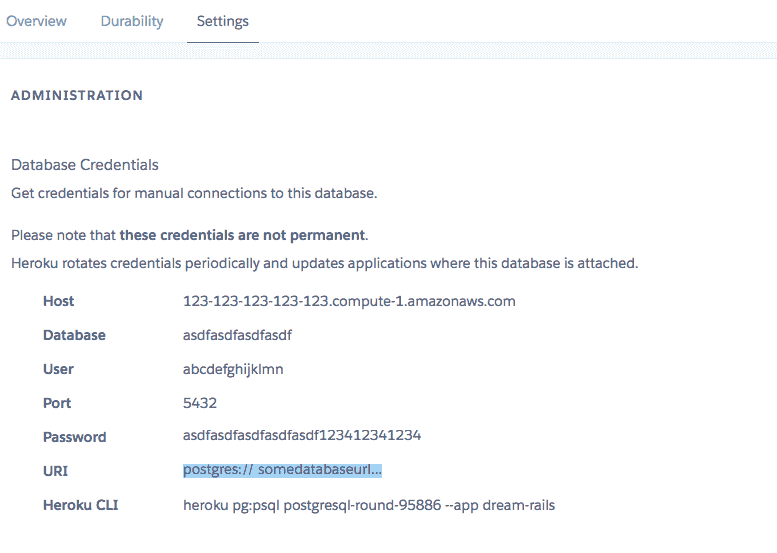 Overview Durability Settings
ADMINISTRATION
Database Credentials
Get credentials for manual connections to this database.
Please note that these credentials are not permanent.
Heroku rotates credentials periodically and updates applications where this database is attached.
Host 123-123-123-123-123.compute-1.amazonaws.com
Database asdfasdfasdfasdf
User abcdefghijklmn
Port 5432
Password asdfasdfasdfasdfasdf123412341234
URI postgres:// somedatabaseurl...
Heroku CLI heroku pg:psql postgresql-round-95886 --app dream-rails